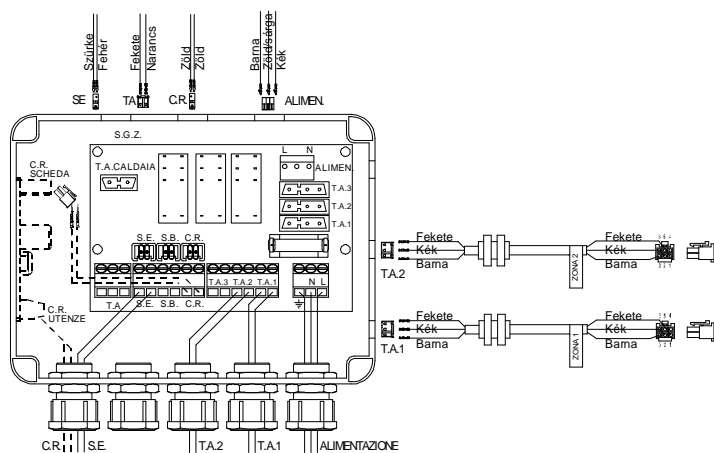 Szürke
Fehér
Fekete
Narancs
Zöld
Zöld
Barna
Zöld/sárga
Kék
SE
TA
C.R.
ALIMEN.
S.G.Z.
C.R.
SCHEDA
T.A.CALDAIA
L N
ALIMEN.
T.A.3
T.A.2
T.A.1
S.E. S.B. C.R.
T.A.3 T.A.2 T.A.1
N L
T.A.
S.E. S.B. C.R.
C.R.
UTENZE
T.A.2
Fekete
Kék
Barna
ZONA 2
Fekete
Kék
Barna
T.A.1
Fekete
Kék
Barna
ZONA 1
Fekete
Kék
Barna
C.R. S.E. T.A.2 T.A.1 ALIMENTAZIONE